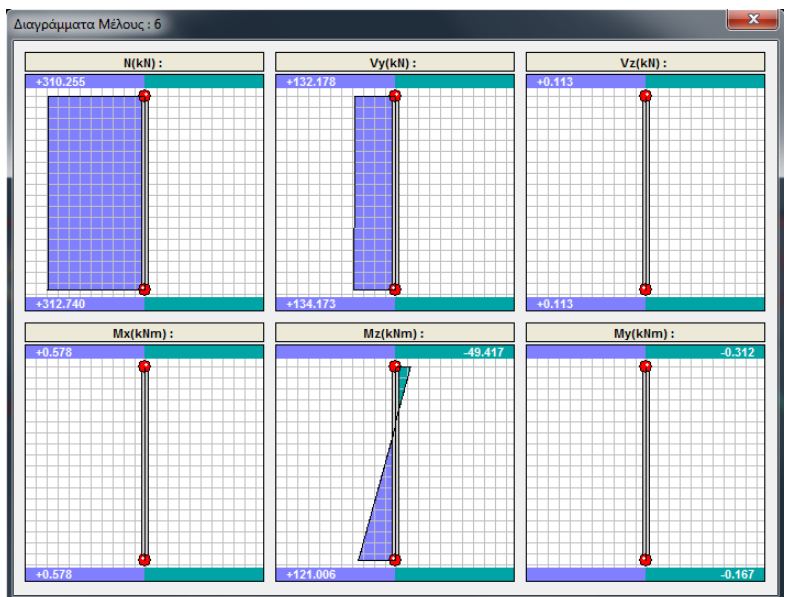 Διαγράμματα Μέλους : 6
N(kN) :
Vy(kN) :
Vz(kN) :
+310.255
+132.178
+0.113
+312.740
+134.173
+0.113
Mx(kNm) :
Mz(kNm) :
My(kNm) :
+0.578
-49.417
-0.312
+0.578
+121.006
-0.167